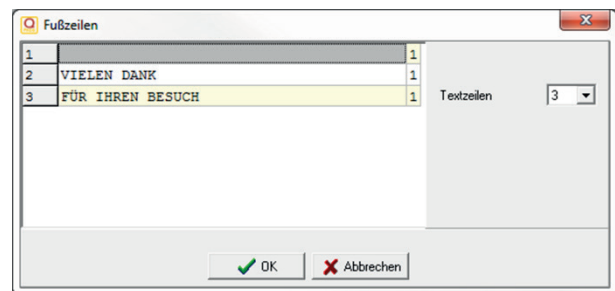 Fußzeilen
1 1
2 VIELEN DANK 1
3 FÜR IHREN BESUCH 1
Textzeilen 3
OK Abbrechen